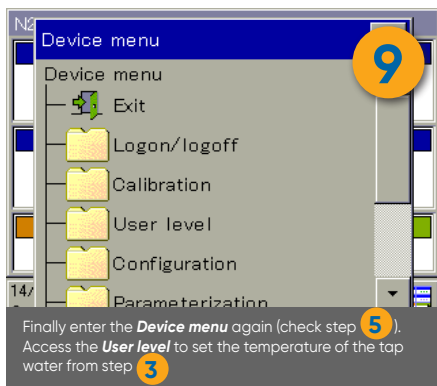 N2
Device menu
9
Device menu
Exit
Logon/logoff
Calibration
User level
Configuration
14/
Parameterization
Finally enter the Device menu again (check step 5 ).
Access the User level to set the temperature of the tap
water from step 3